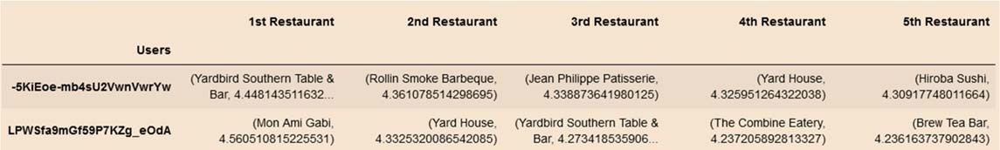 1st Restaurant 2nd Restaurant 3rd Restaurant 4th Restaurant 5th Restaurant
Users
(Yardbird Southern Table & (Rollin Smoke Barbeque, (Jean Philippe Patisserie, (Yard House, (Hiroba Sushi,
-5KiEoe-mb4sU2VwnVwrYw Bar, 4.448143511632... 4.361078514298695) 4.338873641980125) 4.325951264322038) 4.30917748011664)
(Mon Ami Gabi, (Yard House, (Yardbird Southern Table & (The Combine Eatery, (Brew Tea Bar,
LPWSfa9mGf59P7KZg_eOdA 4.560510815225531) 4.3325320086542085) Bar, 4.273418535906... 4.237205892813327) 4.236163737902843)